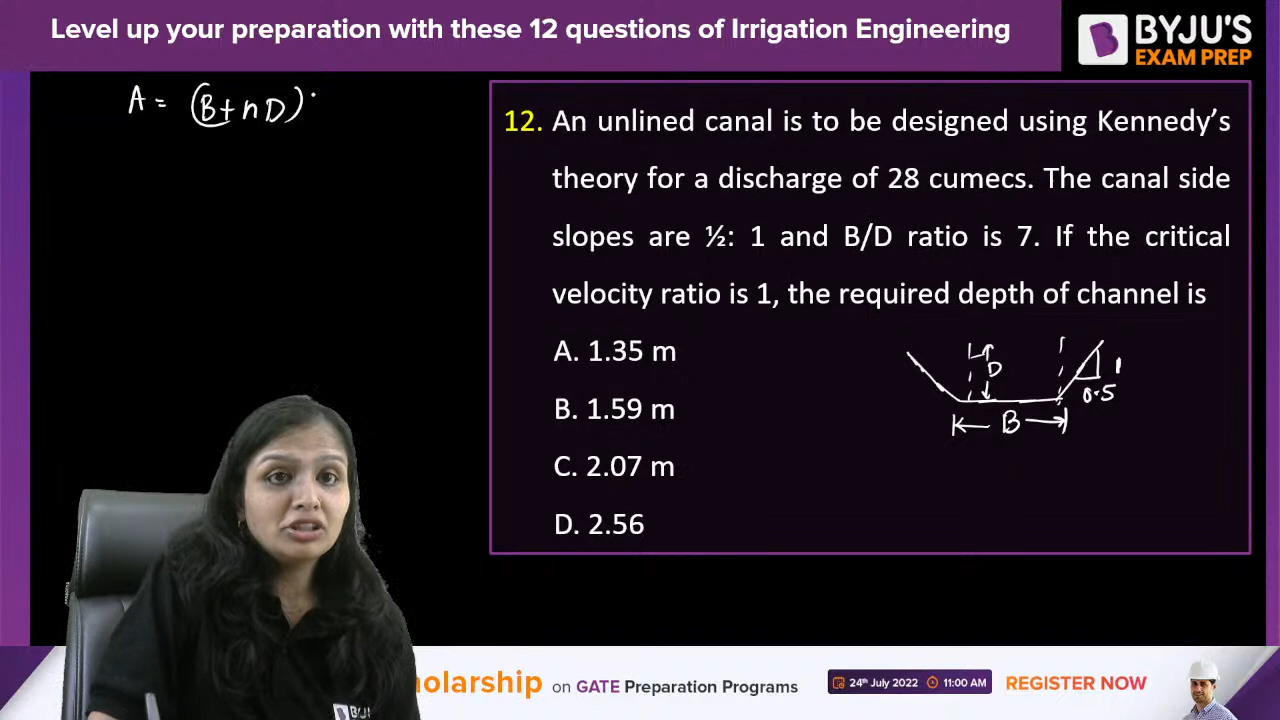 Level up your preparation with these 12 questions of Irrigation Engineering
BYJU'S
EXAM PREP
A = (B + nD)
12. An unlined canal is to be designed using Kennedy's
theory for a discharge of 28 cumecs. The canal side
slopes are ½: 1 and B/D ratio is 7. If the critical
velocity ratio is 1, the required depth of channel is
A. 1.35 m
B. 1.59 m
C. 2.07 m
D. 2.56
D
1
0.5
B
BYJU'S
holarship on GATE Preparation Programs
24th July 2022 11:00 AM
REGISTER NOW